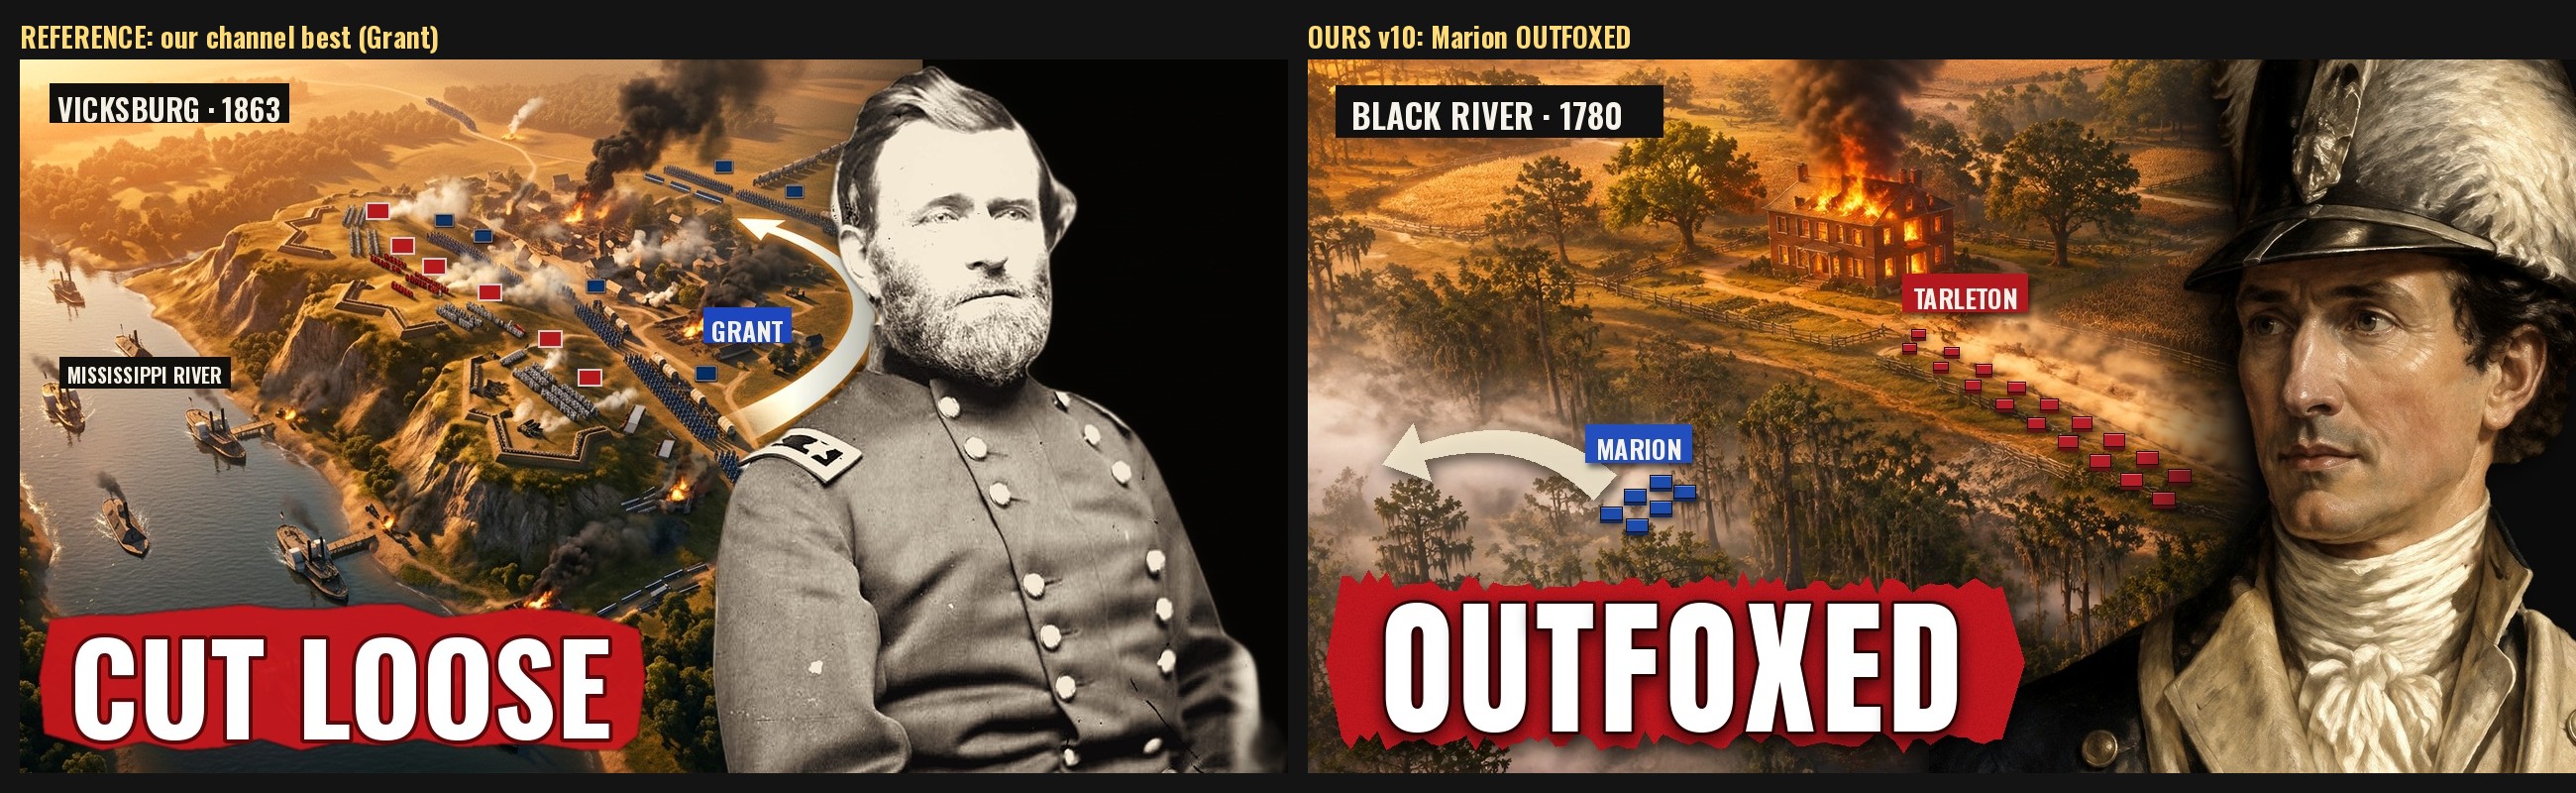 REFERENCE: our channel best (Grant)
VICKSBURG · 1863
GRANT
MISSISSIPPI RIVER
CUT LOOSE
OURS v10: Marion OUTFOXED
BLACK RIVER · 1780
TARLETON
MARION
OUTFOXED